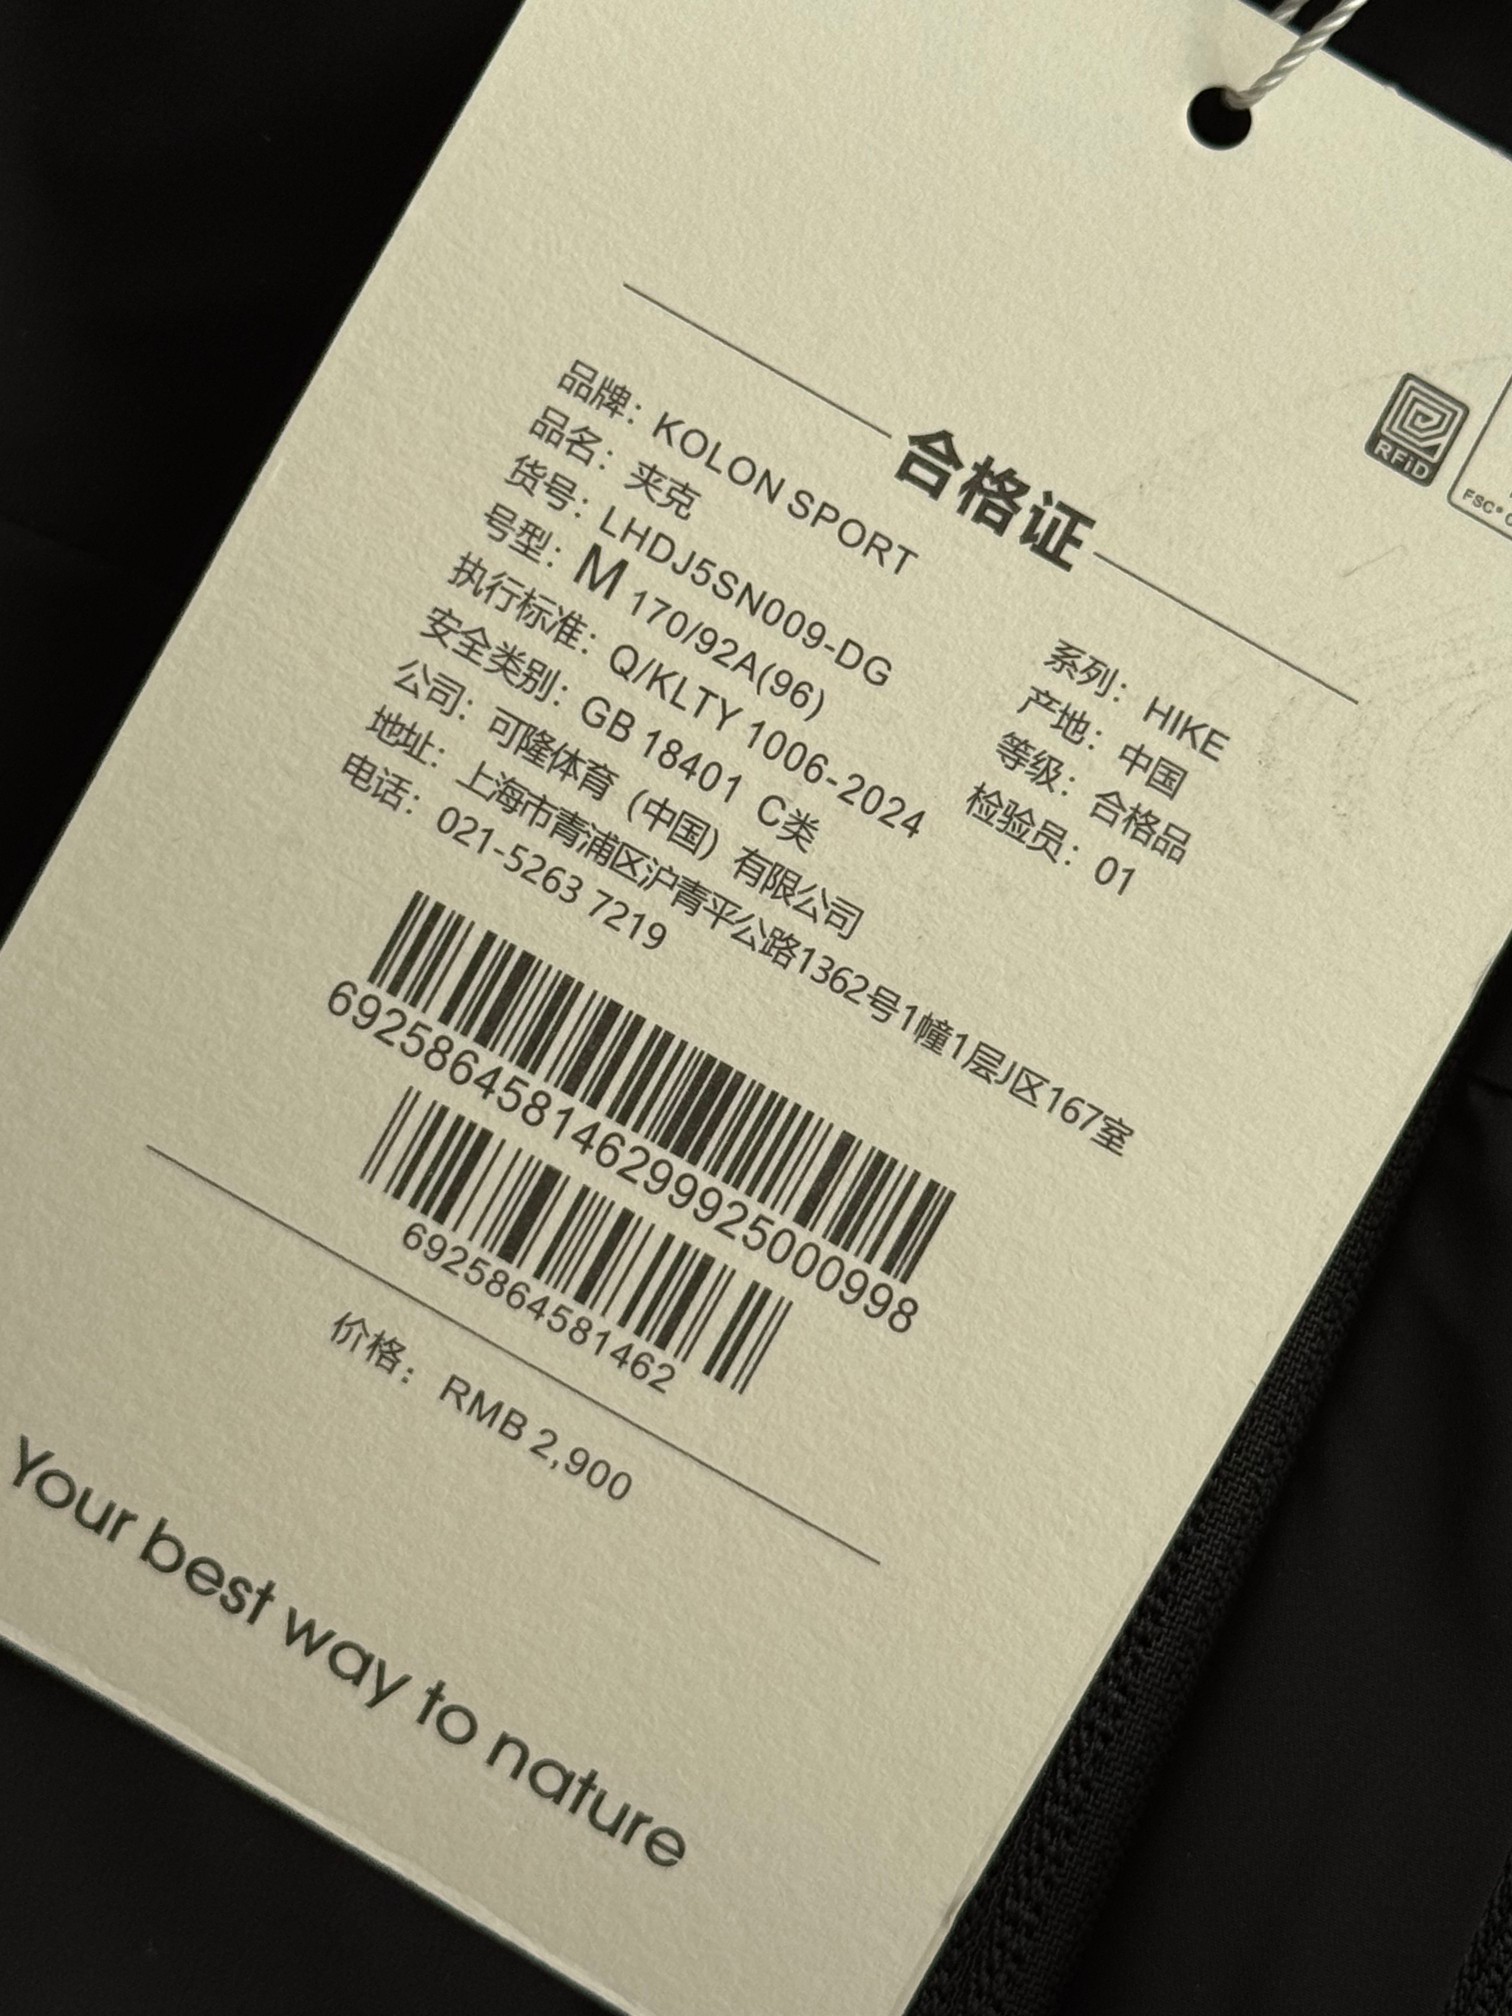 合格证
RFiD
FSC®
品牌：KOLON SPORT
品名：夹克
系列：HIKE
货号：LHDJ5SN009-DG
产地：中国
号型：M 170/92A(96)
等级：合格品
执行标准：Q/KLTY 1006-2024
检验员：01
安全类别：GB 18401 C类
公司：可隆体育（中国）有限公司
地址：上海市青浦区沪青平公路1362号1幢1层J区167室
电话：021-5263 7219
692586458146299925000998
6925864581462
价格：RMB 2,900
Your best way to nature